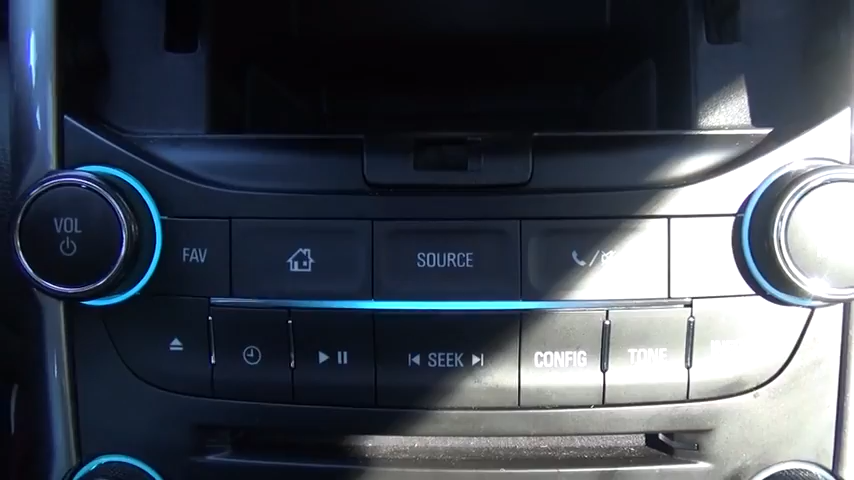 VOL
FAV
SOURCE
SEEK
CONFIG
TONE